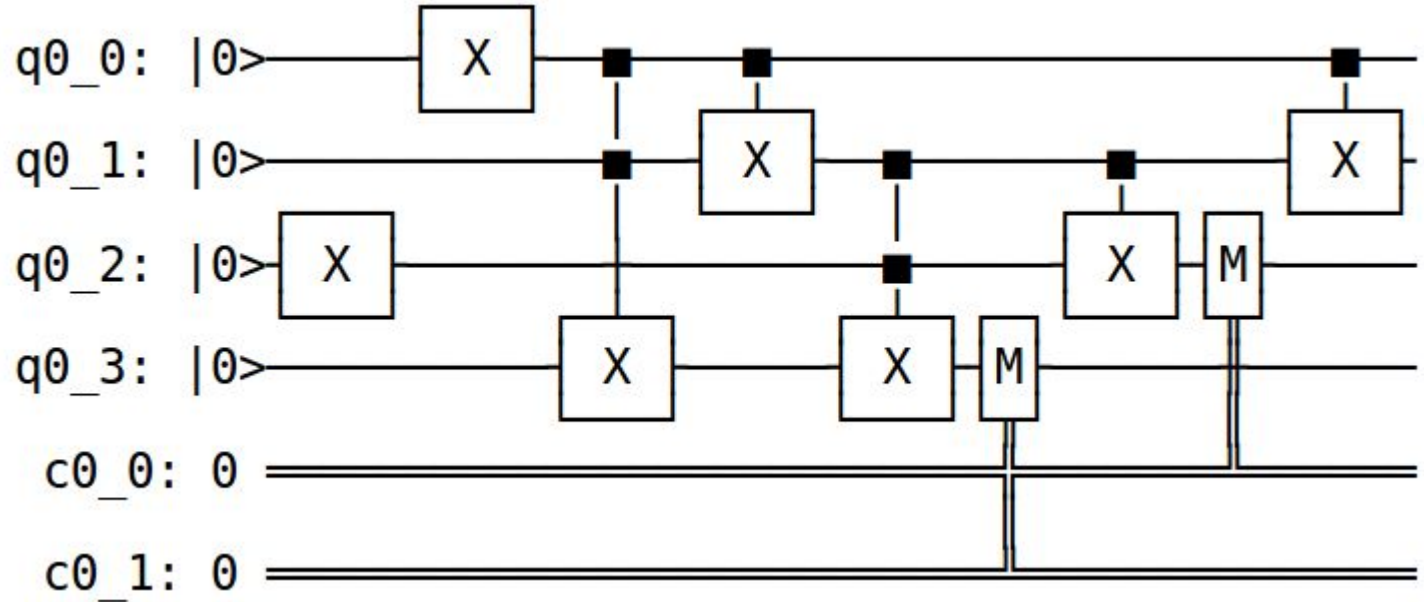 q0_0: |0> X
q0_1: |0> X X
q0_2: |0> X X M
q0_3: |0> X X M
c0_0: 0
c0_1: 0